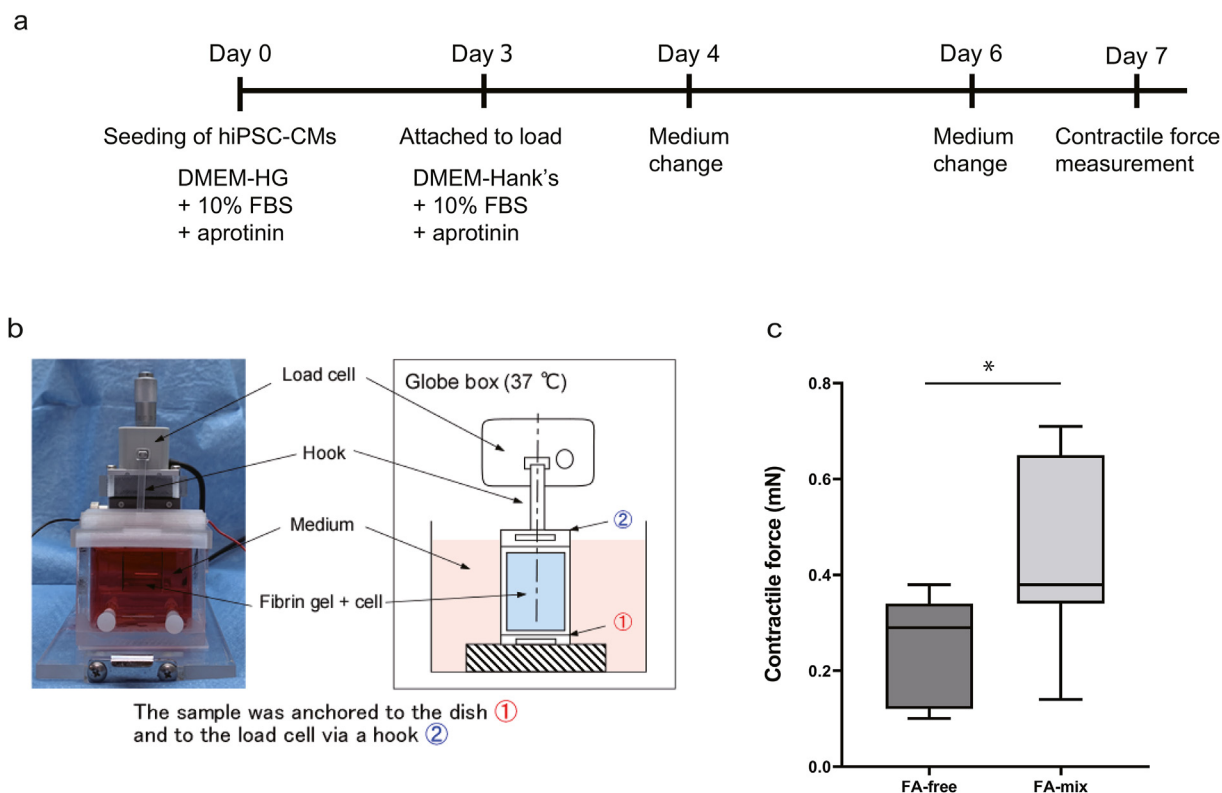 a
Day 0
Day 3
Day 4
Day 6
Day 7
Seeding of hiPSC-CMs
DMEM-HG
+ 10% FBS
+ aprotinin
Attached to load
DMEM-Hank's
+ 10% FBS
+ aprotinin
Medium
change
Medium
change
Contractile force
measurement
b
Load cell
Hook
Medium
Fibrin gel + cell
Globe box (37 ℃)
②
①
The sample was anchored to the dish ①
and to the load cell via a hook ②
c
*
Contractile force (mN)
0.8
0.6
0.4
0.2
0.0
FA-free
FA-mix